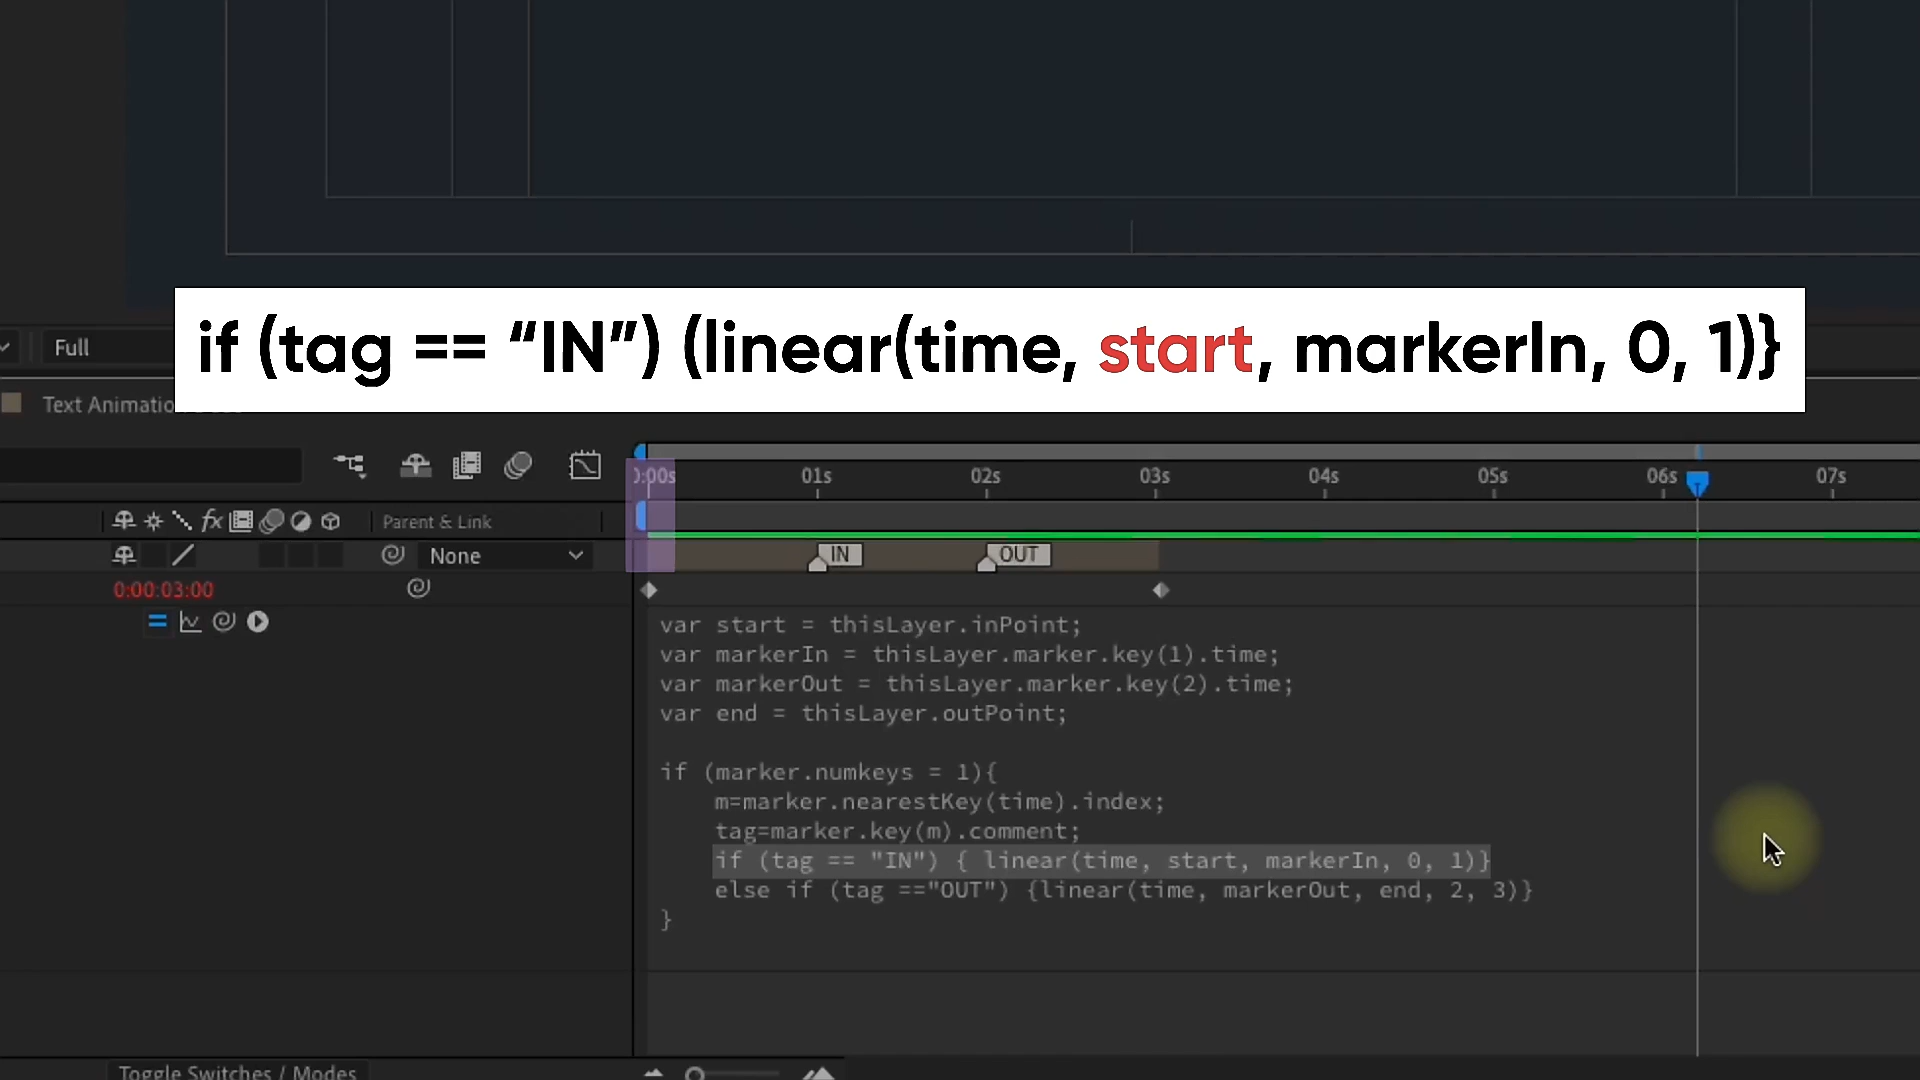 if (tag == “IN”) (linear(time, start, markerIn, 0, 1)}
Full
Text Animatio
0:00s 01s 02s 03s 04s 05s 06s 07s
fx Parent & Link
None IN OUT
0:00:03:00
var start = thisLayer.inPoint;
var markerIn = thisLayer.marker.key(1).time;
var markerOut = thisLayer.marker.key(2).time;
var end = thisLayer.outPoint;
if (marker.numkeys = 1){
m=marker.nearestKey(time).index;
tag=marker.key(m).comment;
if (tag == "IN") { linear(time, start, markerIn, 0, 1)}
else if (tag =="OUT") {linear(time, markerOut, end, 2, 3)}
}
Toggle Switches / Modes